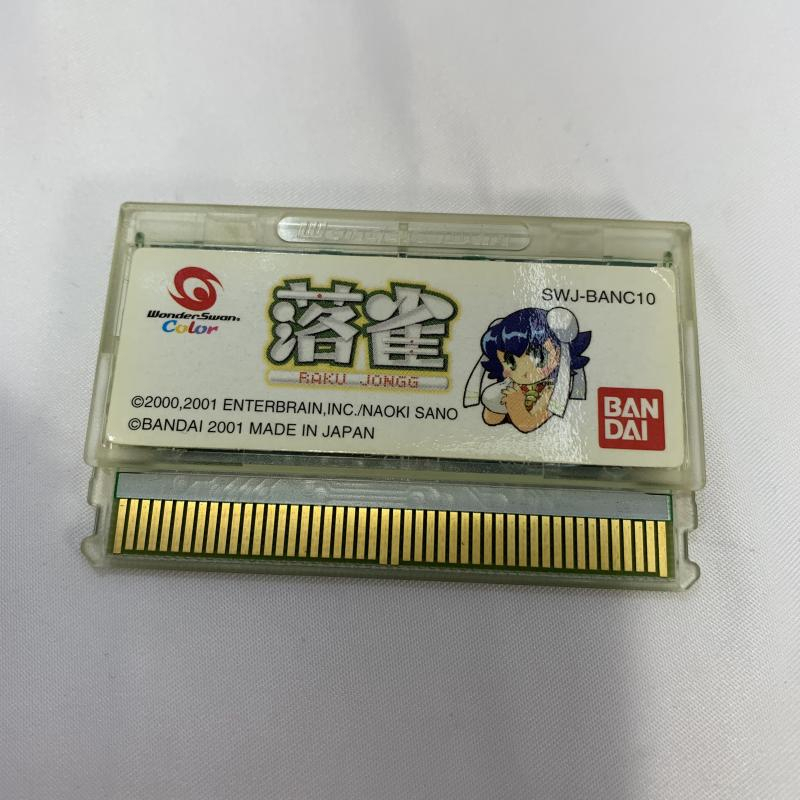 WonderSwan
WonderSwan®
Color
落雀
RAKU JONGG
SWJ-BANC10
©2000,2001 ENTERBRAIN,INC./NAOKI SANO
©BANDAI 2001 MADE IN JAPAN
BAN
DAI